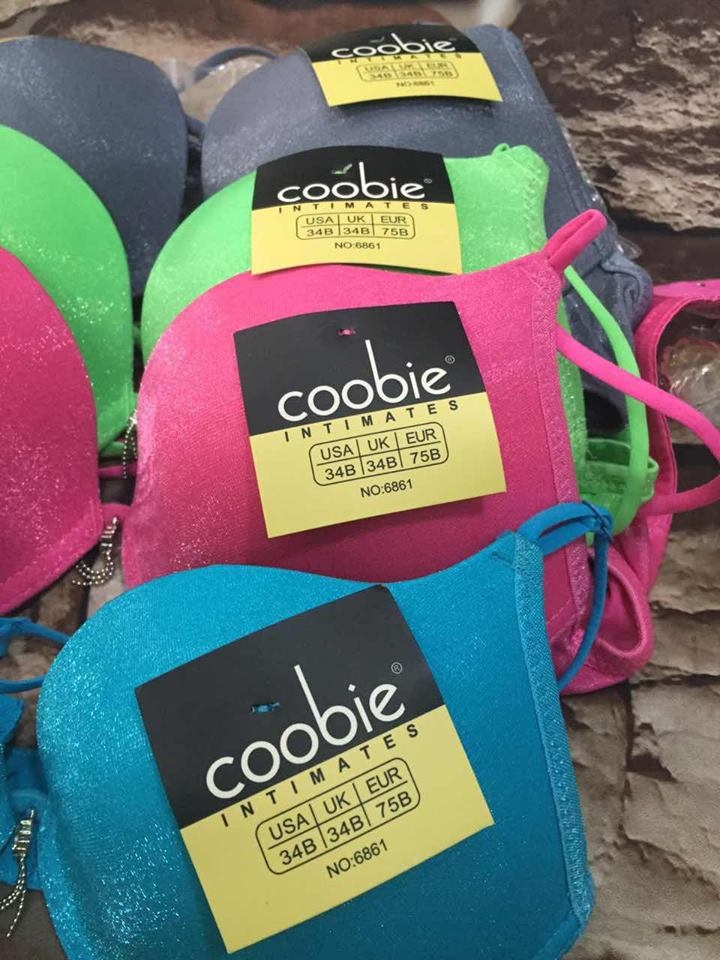 coobie
INTIMATES
USA UK EUR
34B 34B 75B
NO:6861
coobie®
INTIMATES
USA UK EUR
34B 34B 75B
NO:6861
coobie®
INTIMATES
USA UK EUR
34B 34B 75B
NO:6861
coobie®
INTIMATES
USA UK EUR
34B 34B 75B
NO:6861